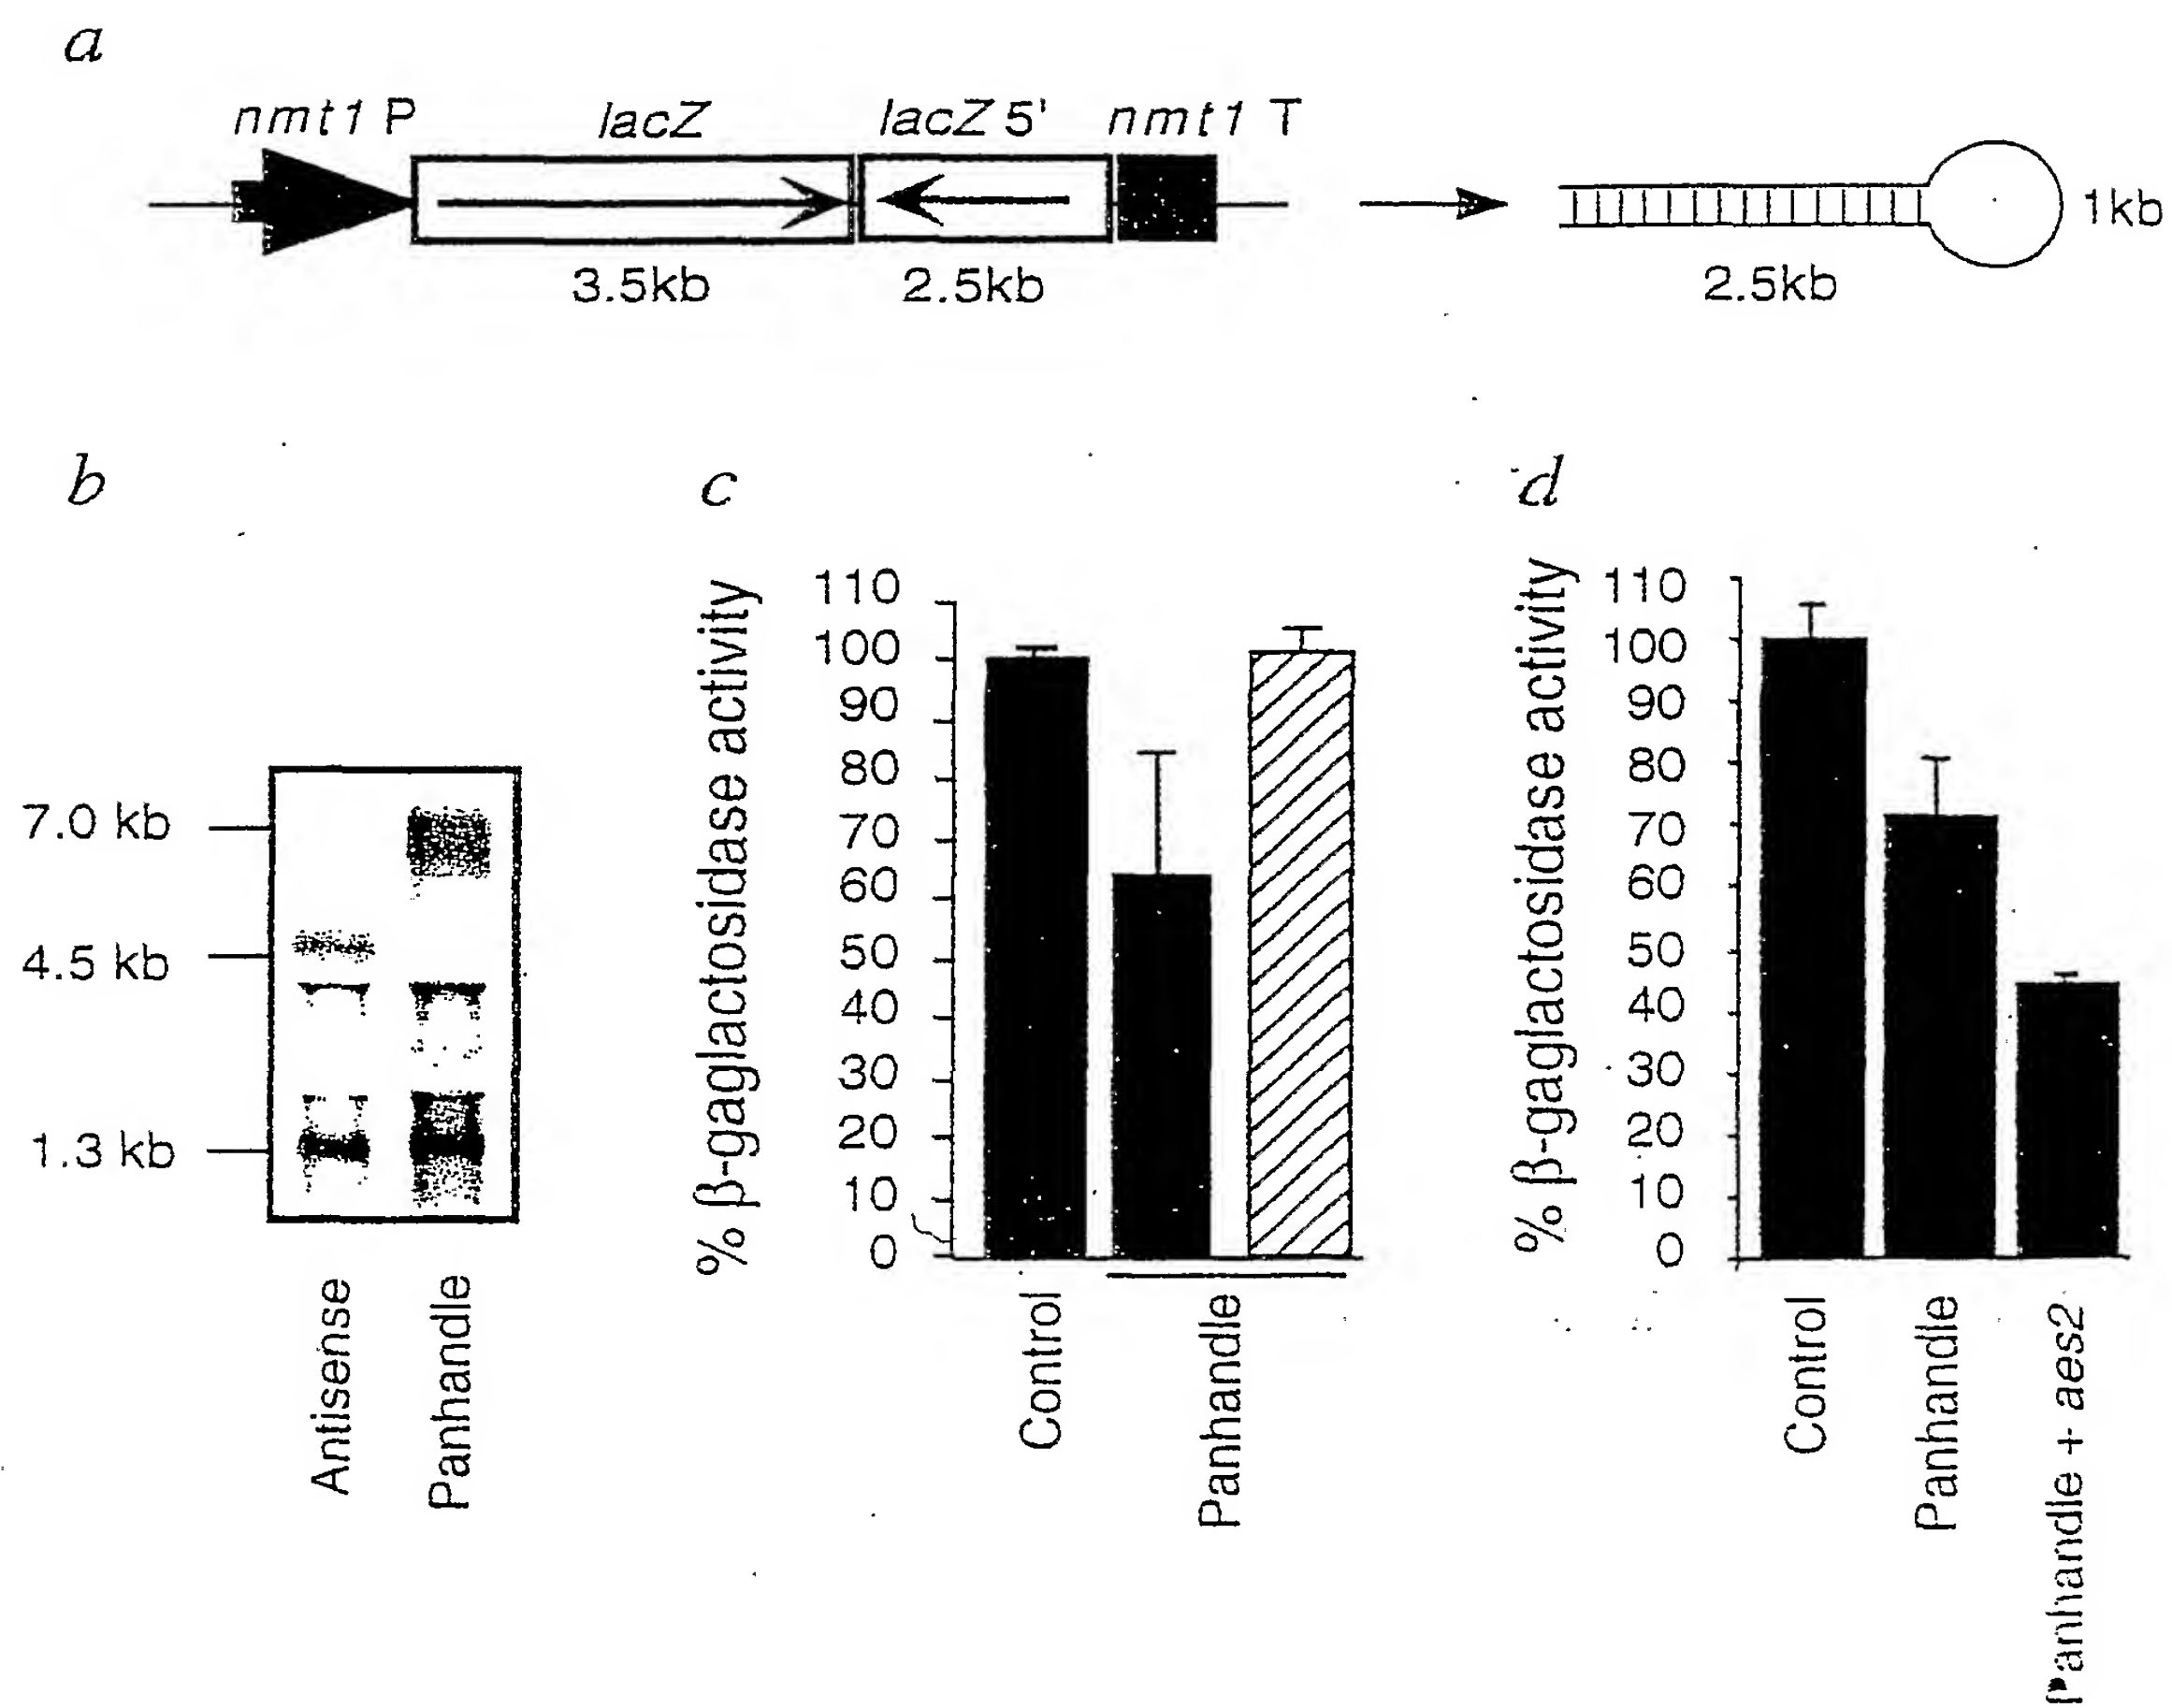 a
nmt1 P lacZ lacZ 5' nmt1 T
1kb
3.5kb 2.5kb 2.5kb
b
7.0 kb
4.5 kb
1.3 kb
Antisense
Panhandle
c
% β-gaglactosidase activity
110
100
90
80
70
60
50
40
30
20
10
0
Control
Panhandle
d
% β-gaglactosidase activity
110
100
90
80
70
60
50
40
30
20
10
0
Control
Panhandle
Panhandle + aes2